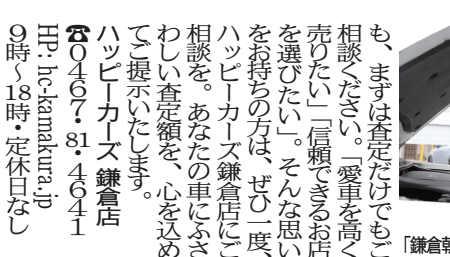 も、まずは査定だけでもご
相談ください。「愛車を高く
売りたい」「信頼できるお店
を選びたい」。そんな思い
をお持ちの方は、ぜひ一度、
ハッピーカーズ鎌倉店にご
相談を。あなたの車にふさ
わしい査定額を、心を込め
てご提示いたします。
ハッピーカーズ 鎌倉店
☎0467・81・4641
HP: hc-kamakura.jp
9時〜18時・定休日なし
「鎌倉